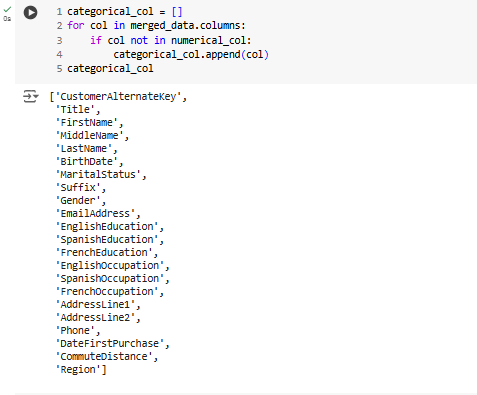 1 categorical_col = []
2 for col in merged_data.columns:
3     if col not in numerical_col:
4         categorical_col.append(col)
5 categorical_col
0s
['CustomerAlternateKey',
 'Title',
 'FirstName',
 'MiddleName',
 'LastName',
 'BirthDate',
 'MaritalStatus',
 'Suffix',
 'Gender',
 'EmailAddress',
 'EnglishEducation',
 'SpanishEducation',
 'FrenchEducation',
 'EnglishOccupation',
 'SpanishOccupation',
 'FrenchOccupation',
 'AddressLine1',
 'AddressLine2',
 'Phone',
 'DateFirstPurchase',
 'CommuteDistance',
 'Region']